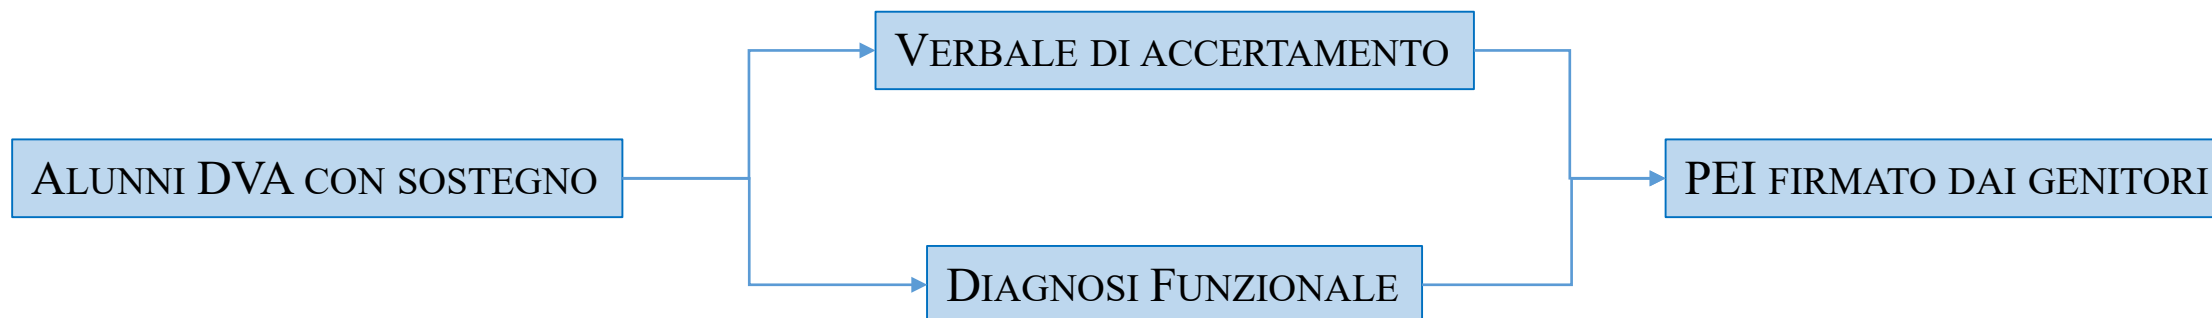 Alunni DVA con sostegno
Verbale di accertamento
Diagnosi Funzionale
PEI firmato dai genitori